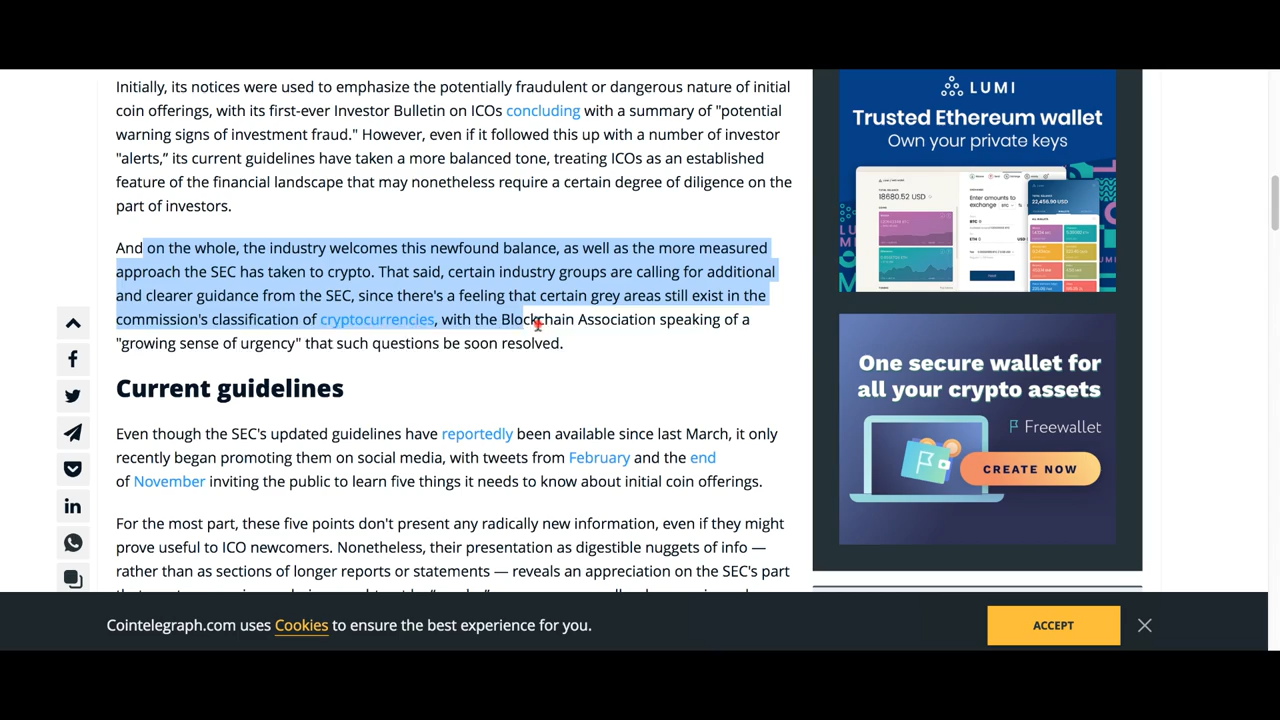 Initially, its notices were used to emphasize the potentially fraudulent or dangerous nature of initial
coin offerings, with its first-ever Investor Bulletin on ICOs concluding with a summary of "potential
warning signs of investment fraud." However, even if it followed this up with a number of investor
"alerts,” its current guidelines have taken a more balanced tone, treating ICOs as an established
feature of the financial landscape that may nonetheless require a certain degree of diligence on the
part of investors.
And on the whole, the industry welcomes this newfound balance, as well as the more measured
approach the SEC has taken to crypto. That said, certain industry groups are calling for additional
and clearer guidance from the SEC, since there's a feeling that certain gray areas still exist in the
commission's classification of cryptocurrencies, with the Blockchain Association speaking of a
"growing sense of urgency" that such questions be soon resolved.
Current guidelines
Even though the SEC's updated guidelines have reportedly been available since last March, it only
recently began promoting them on social media, with tweets from February and the end
of November inviting the public to learn five things it needs to know about initial coin offerings.
For the most part, these five points don't present any radically new information, even if they might
prove useful to ICO newcomers. Nonetheless, their presentation as digestible nuggets of info —
rather than as sections of longer reports or statements — reveals an appreciation on the SEC's part
LUMI
Trusted Ethereum wallet
Own your private keys
18680.52 USD
Enter amounts to
exchange
22,456.90 USD
One secure wallet for
all your crypto assets
Freewallet
CREATE NOW
Cointelegraph.com uses Cookies to ensure the best experience for you.
ACCEPT